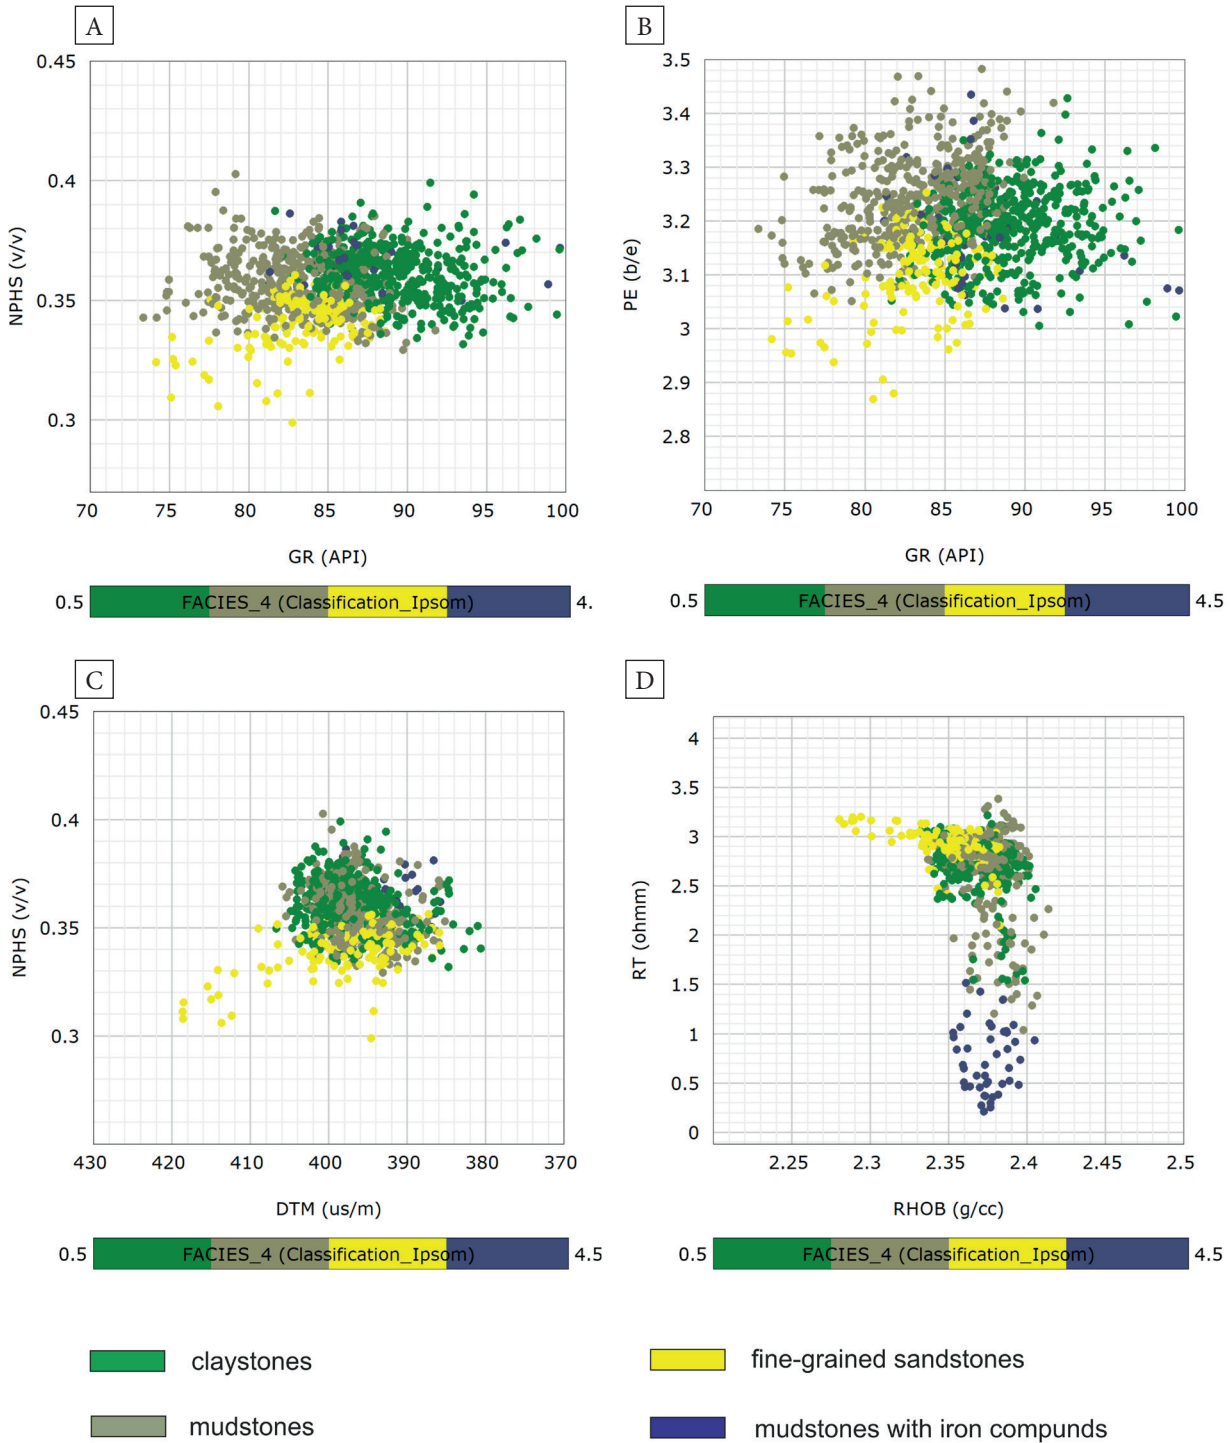 A
0.45
0.4
0.35
0.3
NPHS (v/v)
70 75 80 85 90 95 100
GR (API)
0.5 FACIES_4 (Classification_Ipsom) 4.
B
3.5
3.4
3.3
3.2
3.1
3
2.9
2.8
PE (b/e)
70 75 80 85 90 95 100
GR (API)
0.5 FACIES_4 (Classification_Ipsom) 4.5
C
0.45
0.4
0.35
0.3
NPHS (v/v)
430 420 410 400 390 380 370
DTM (us/m)
0.5 FACIES_4 (Classification_Ipsom) 4.5
D
4
3.5
3
2.5
2
1.5
1
0.5
0
RT (ohmm)
2.25 2.3 2.35 2.4 2.45 2.5
RHOB (g/cc)
0.5 FACIES_4 (Classification_Ipsom) 4.5
claystones
fine-grained sandstones
mudstones
mudstones with iron compunds